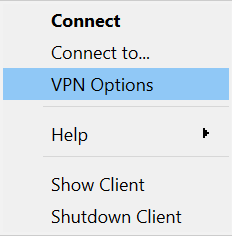 Connect
Connect to...
VPN Options
Help
Show Client
Shutdown Client